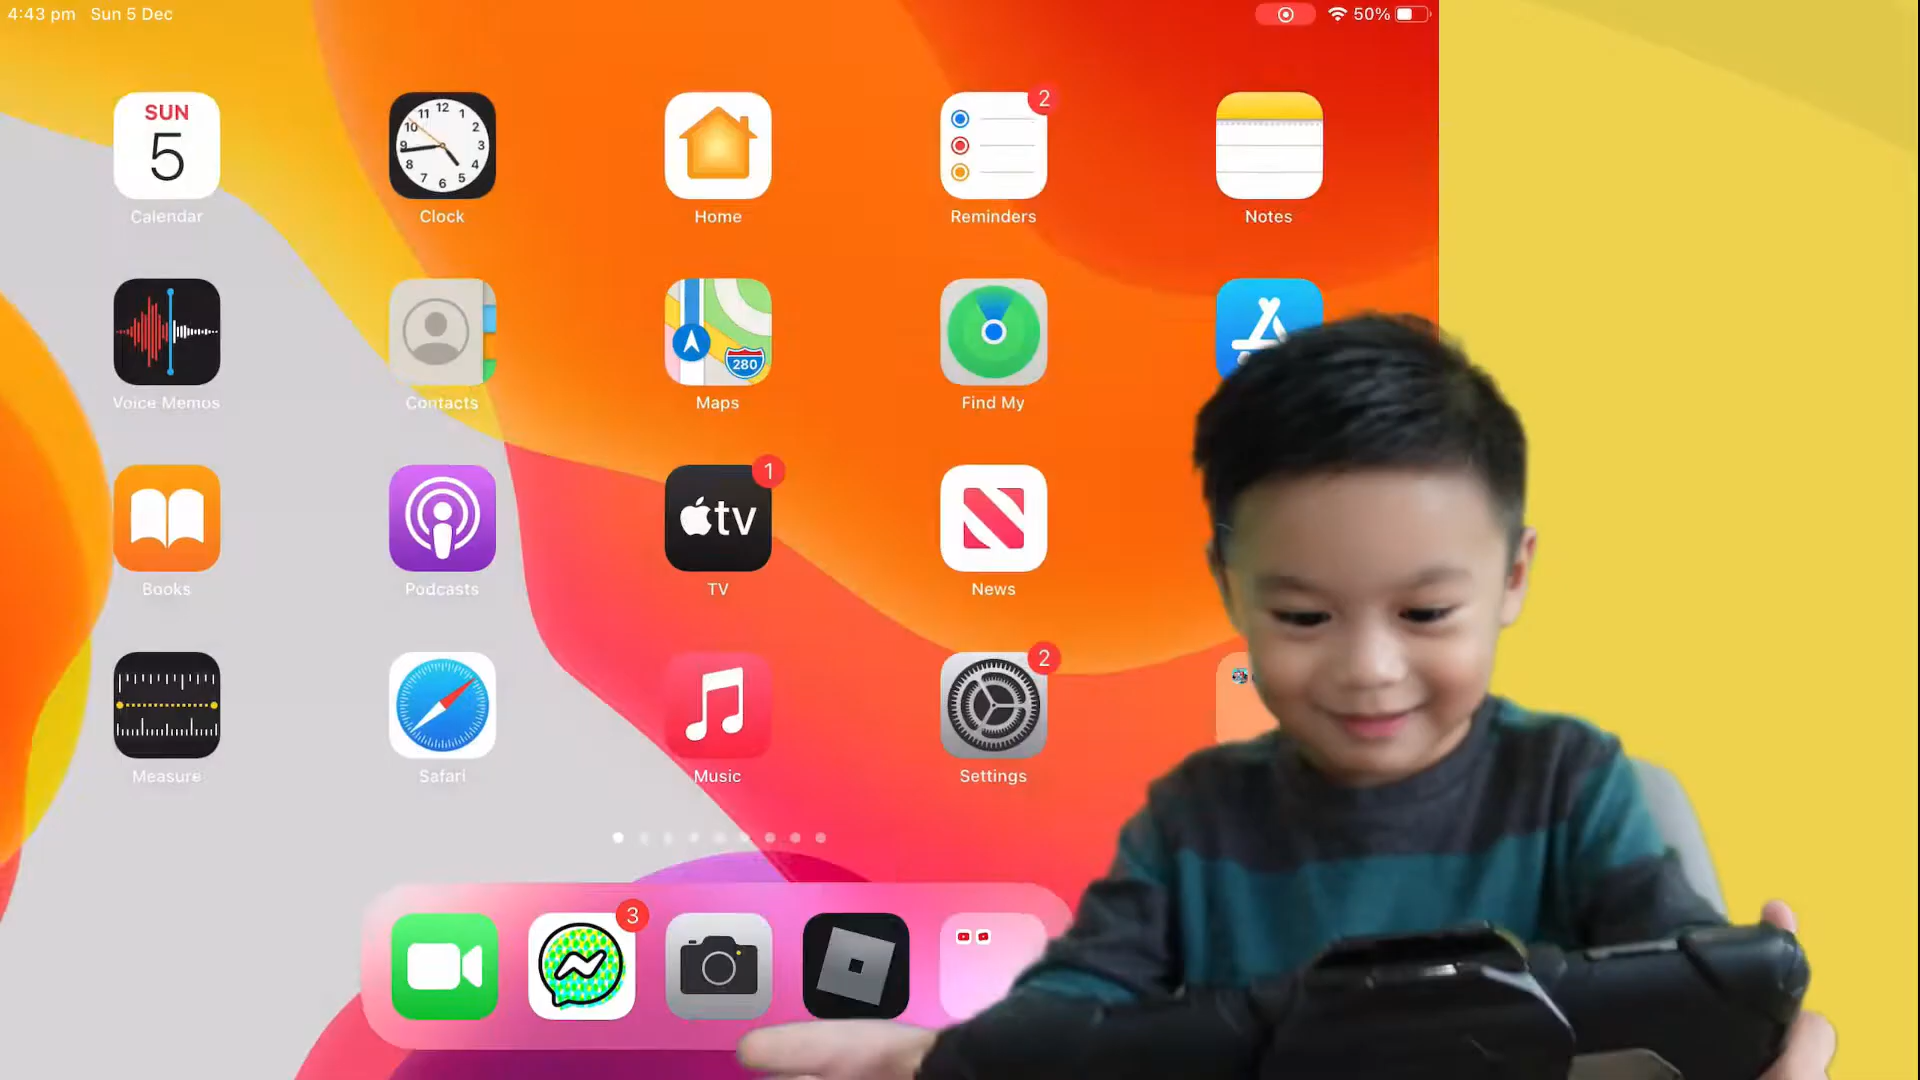 4:43 pm Sun 5 Dec
50%
SUN
5
12
11
1
10
2
9
3
8
4
7
5
6
2
Calendar
Clock
Home
Reminders
Notes
280
Voice Memos
Contacts
Maps
Find My
tv
1
Books
Podcasts
TV
News
2
Measure
Safari
Music
Settings
3